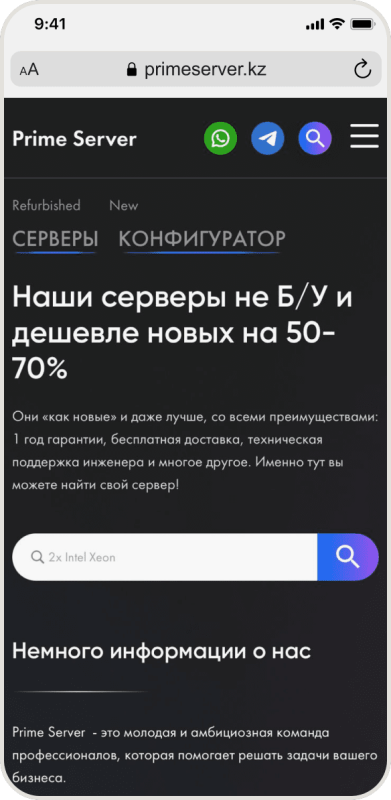 9:41
AA
primeserver.kz
Prime Server
Refurbished New
СЕРВЕРЫ КОНФИГУРАТОР
Наши серверы не Б/У и
дешевле новых на 50-
70%
Они «как новые» и даже лучше, со всеми преимуществами:
1 год гарантии, бесплатная доставка, техническая
поддержка инженера и многое другое. Именно тут вы
можете найти свой сервер!
2x Intel Xeon
Немного информации о нас
Prime Server - это молодая и амбициозная команда
профессионалов, которая помогает решать задачи вашего
бизнеса.